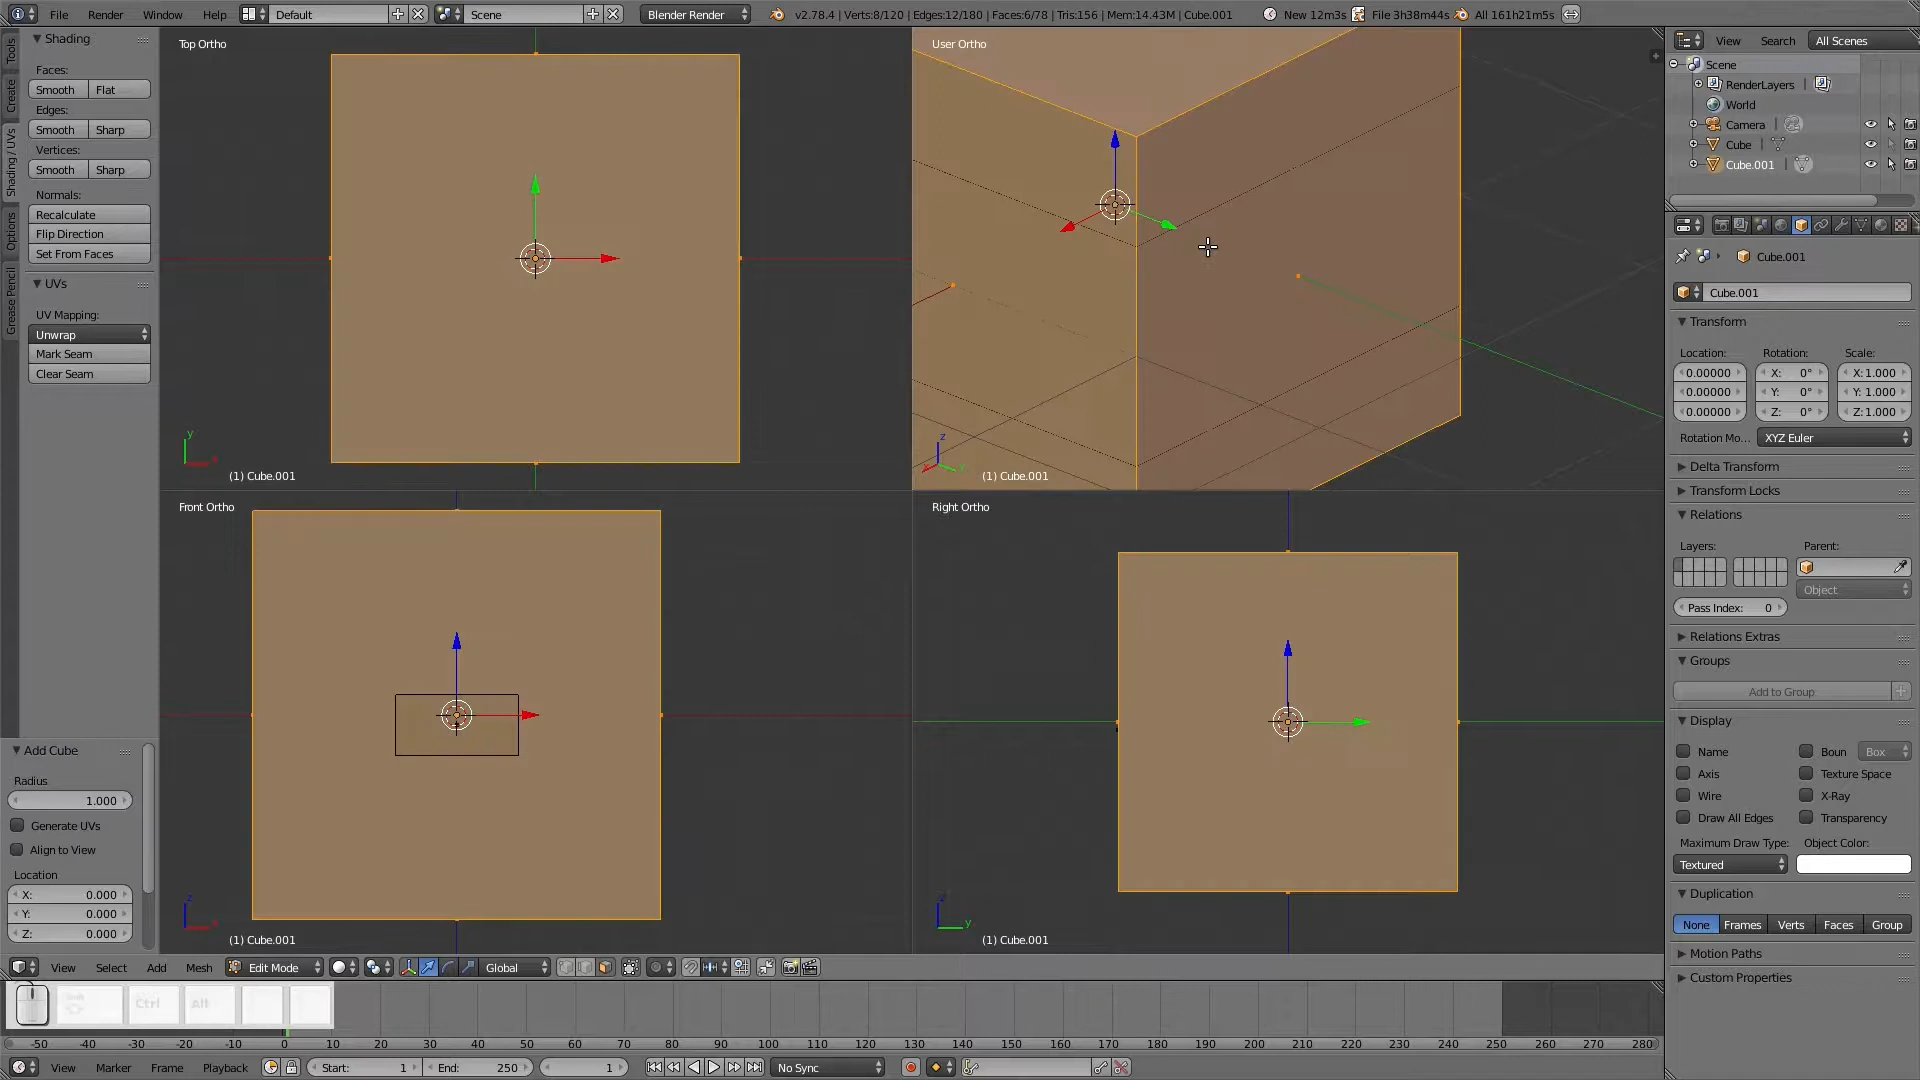 File Render Window Help Default Scene Blender Render v2.78.4 | Verts:8/120 | Edges:12/180 | Faces:6/78 | Tris:156 | Mem:14.43M | Cube.001 New 12m3s File 3h38m44s All 161h21m5s
Tools
Create
Shading / UVs
Options
Grease Pencil
Shading
Faces:
Smooth Flat
Edges:
Smooth Sharp
Vertices:
Smooth Sharp
Normals:
Recalculate
Flip Direction
Set From Faces
UVs
UV Mapping:
Unwrap
Mark Seam
Clear Seam
Add Cube
Radius
1.000
Generate UVs
Align to View
Location
X: 0.000
Y: 0.000
Z: 0.000
Top Ortho
y
(1) Cube.001
User Ortho
z
x y
(1) Cube.001
Front Ortho
z
x
(1) Cube.001
Right Ortho
z
y
(1) Cube.001
View Select Add Mesh Edit Mode Global
Ctrl Alt
-50 -40 -30 -20 -10 0 10 20 30 40 50 60 70 80 90 100 110 120 130 140 150 160 170 180 190 200 210 220 230 240 250 260 270 280
View Marker Frame Playback Start: 1 End: 250 1 No Sync
View Search All Scenes
Scene
RenderLayers
World
Camera
Cube
Cube.001
Cube.001
Cube.001
Transform
Location: Rotation: Scale:
0.00000 X: 0° X: 1.000
0.00000 Y: 0° Y: 1.000
0.00000 Z: 0° Z: 1.000
Rotation Mo... XYZ Euler
Delta Transform
Transform Locks
Relations
Layers: Parent:
Object
Pass Index: 0
Relations Extras
Groups
Add to Group
Display
Name Boun Box
Axis Texture Space
Wire X-Ray
Draw All Edges Transparency
Maximum Draw Type: Object Color:
Textured
Duplication
None Frames Verts Faces Group
Motion Paths
Custom Properties